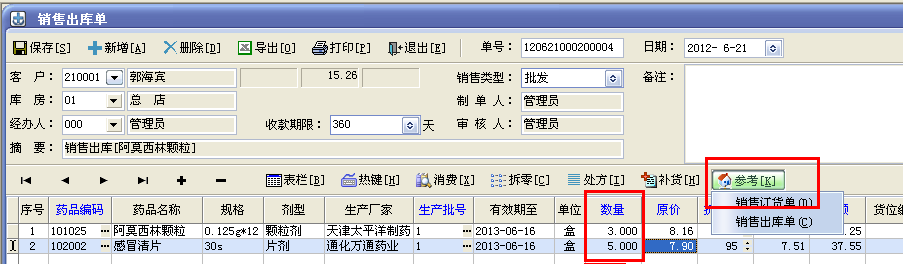 销售出库单
保存[S] 新增[A] 删除[D] 导出[O] 打印[P] 退出[E] 单号: 120621000200004 日期: 2012- 6-21
客 户: 210001 郭海宾 15.26 销售类型: 批发 备注:
库 房: 01 总 店 制 单 人: 管理员
经办人: 000 管理员 收款期限: 360 天 审 核 人: 管理员
摘 要: 销售出库[阿莫西林颗粒]
表栏[B] 热键[H] 消费[X] 拆零[C] 处方[I] 补货[H] 参考[K]
销售订货单(D)
销售出库单(C)
序号 药品编码 药品名称 规格 剂型 生产厂家 生产批号 有效期至 单位 数量 原价 额 货位编
1 101025 阿莫西林颗粒 0.125g*12 颗粒剂 天津太平洋制药 2013-06-16 盒 3.000 8.16 25
2 102002 感冒清片 30s 片剂 通化万通药业 2013-06-16 盒 5.000 7.90 95 7.51 37.55